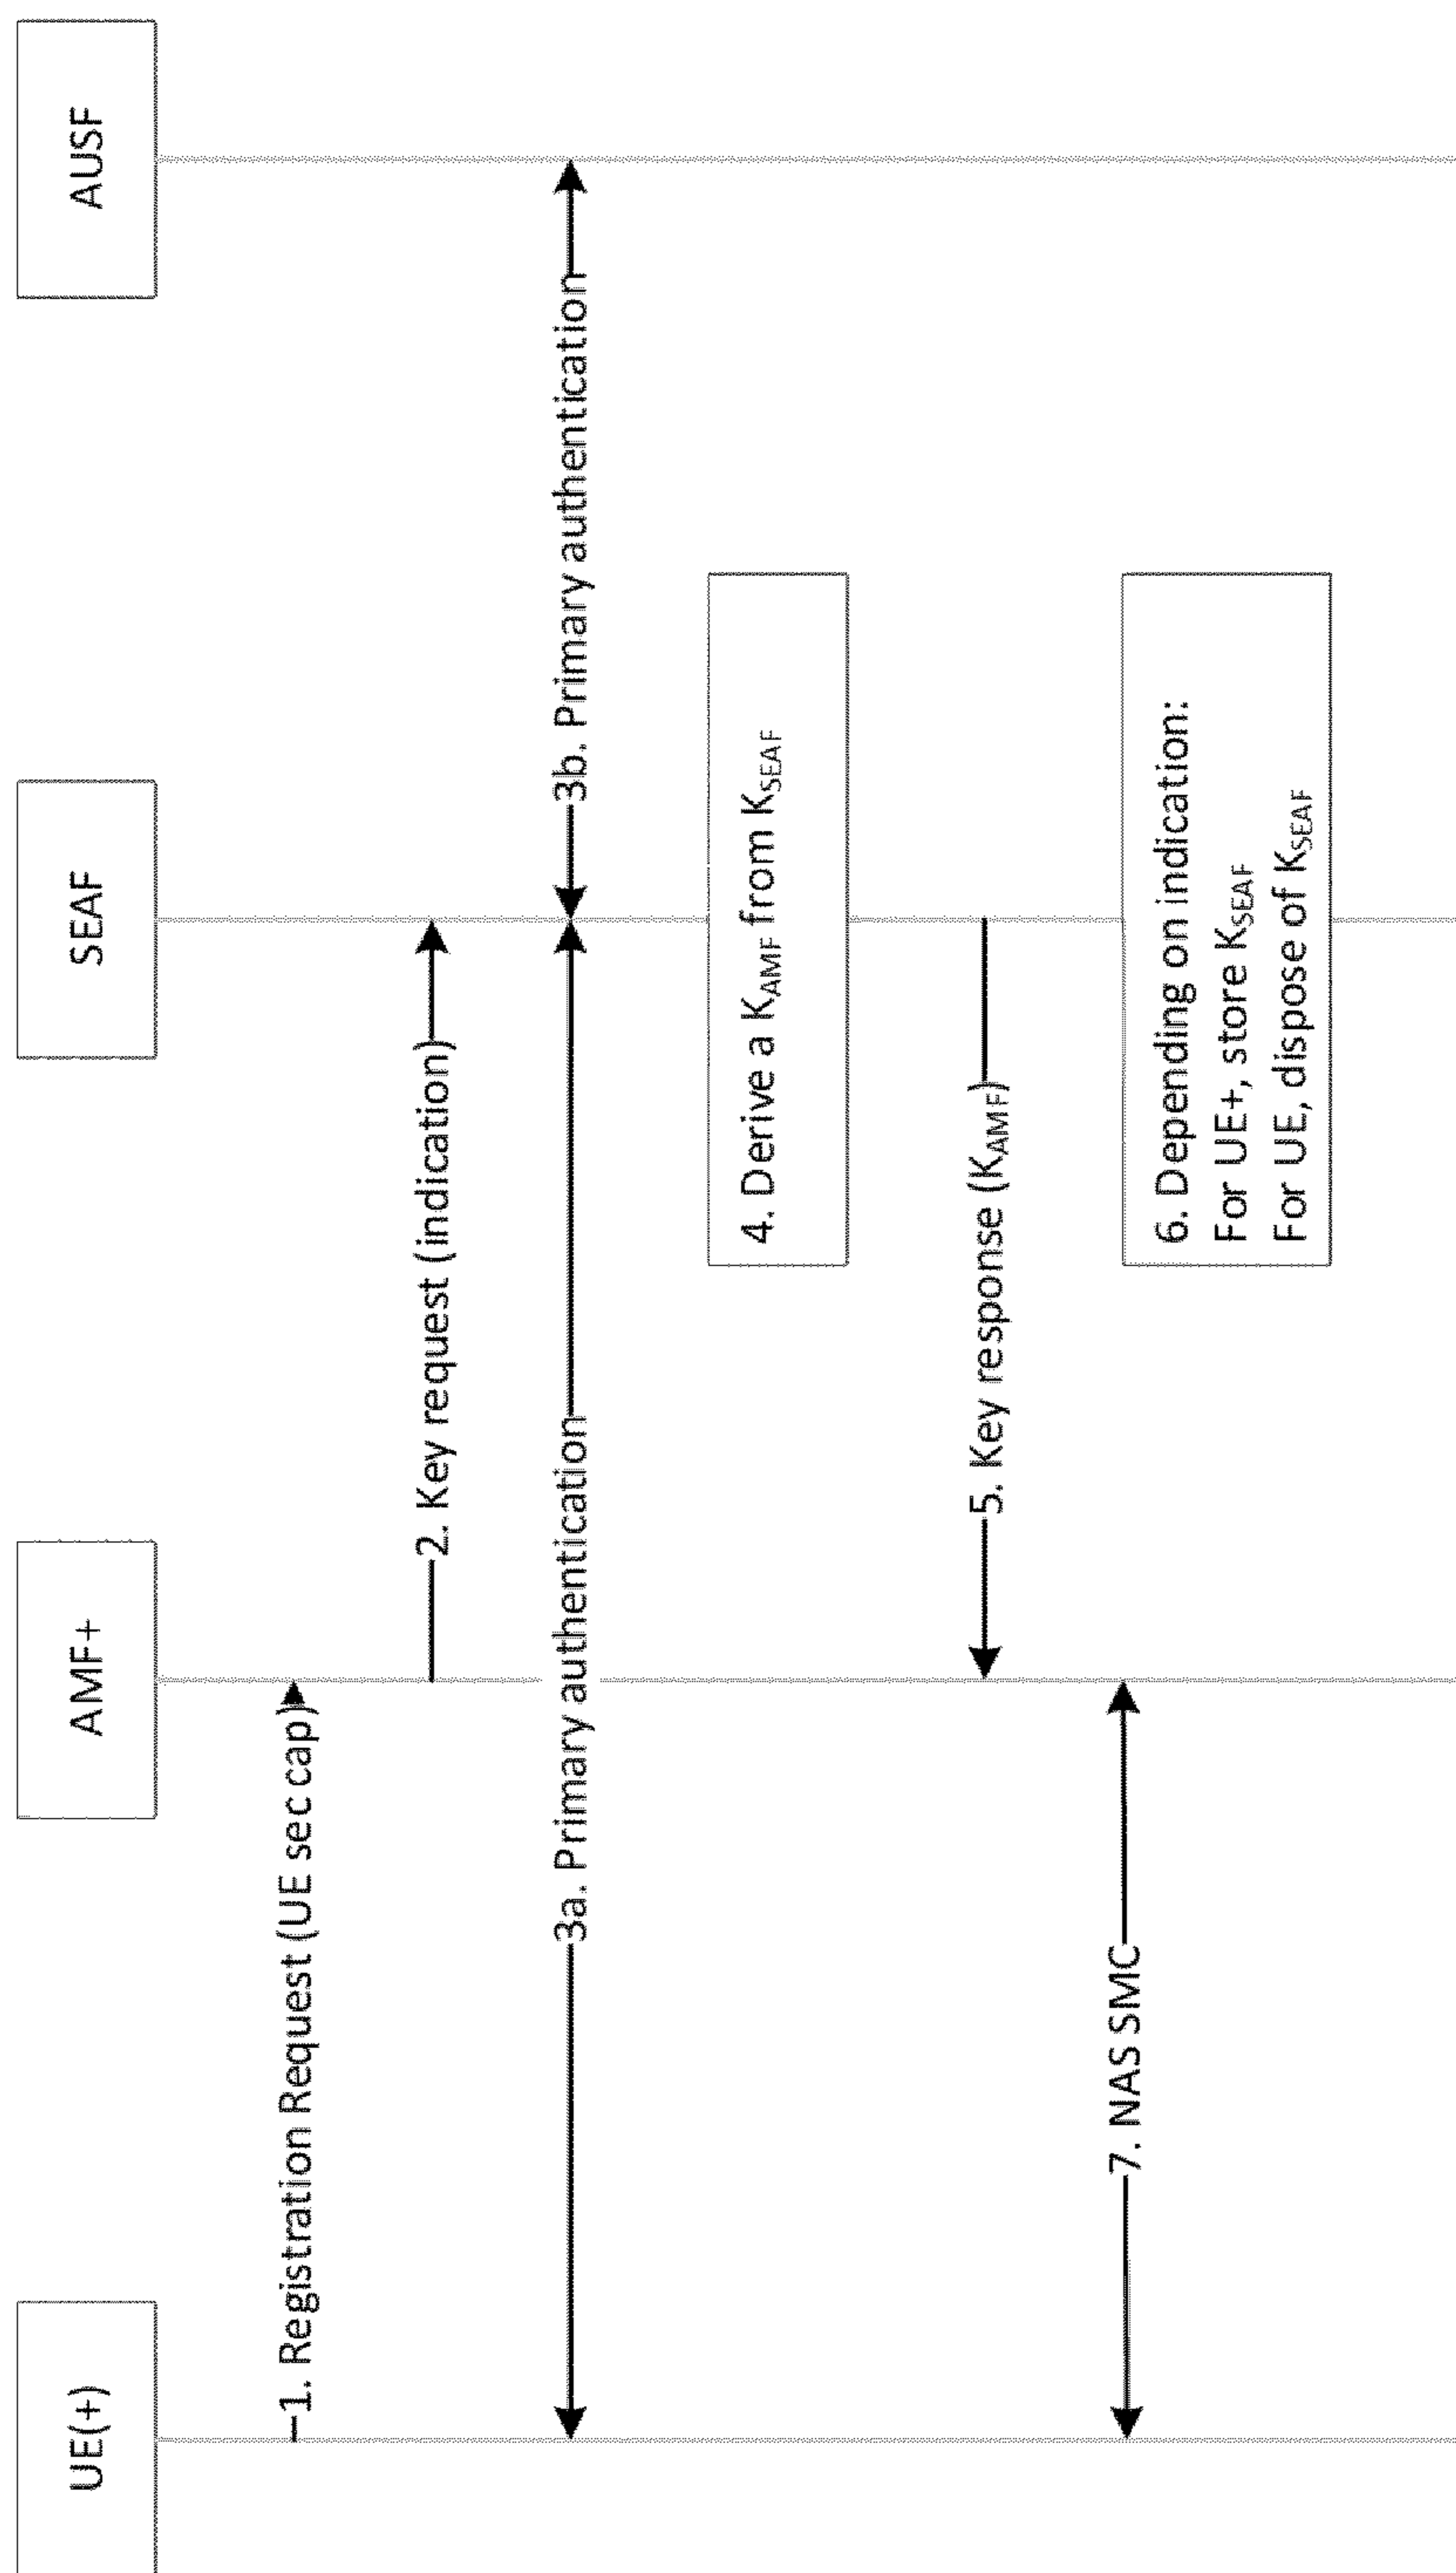 UE(+)
AMF+
SEAF
AUSF
1. Registration Request (UE sec cap)
2. Key request (indication)
3a. Primary authentication
3b. Primary authentication
4. Derive a KAMF from KSEAF
5. Key response (KAMF)
6. Depending on indication:
For UE+, store KSEAF
For UE, dispose of KSEAF
7. NAS SMC